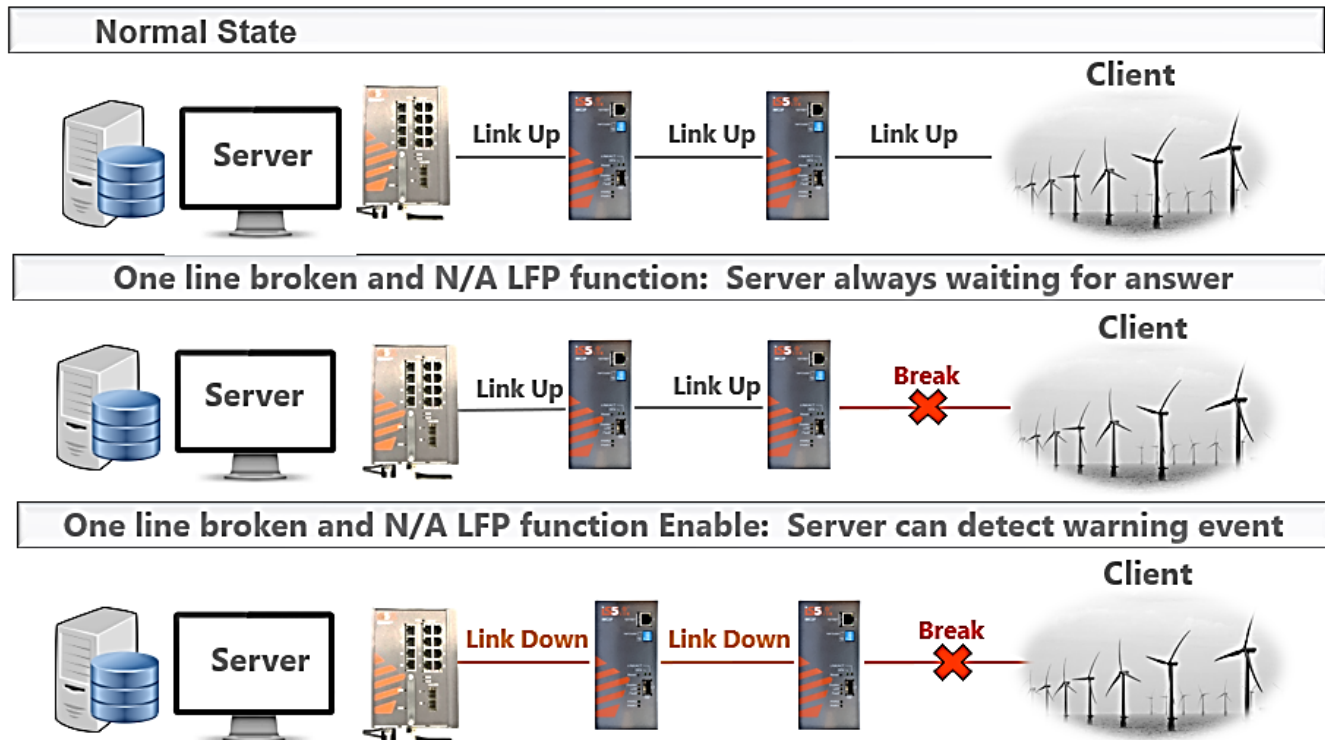 Normal State
Client
Server
Link Up
Link Up
Link Up
One line broken and N/A LFP function: Server always waiting for answer
Client
Server
Link Up
Link Up
Break
One line broken and N/A LFP function Enable: Server can detect warning event
Client
Server
Link Down
Link Down
Break